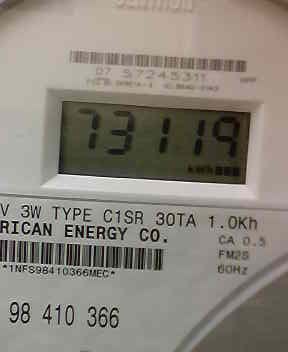 07 57245311
73119
kWh
V 3W TYPE C1SR 30TA 1.0Kh
RICAN ENERGY CO.
CA 0.5
FM2S
60Hz
*1NFS98410366MEC*
98 410 366